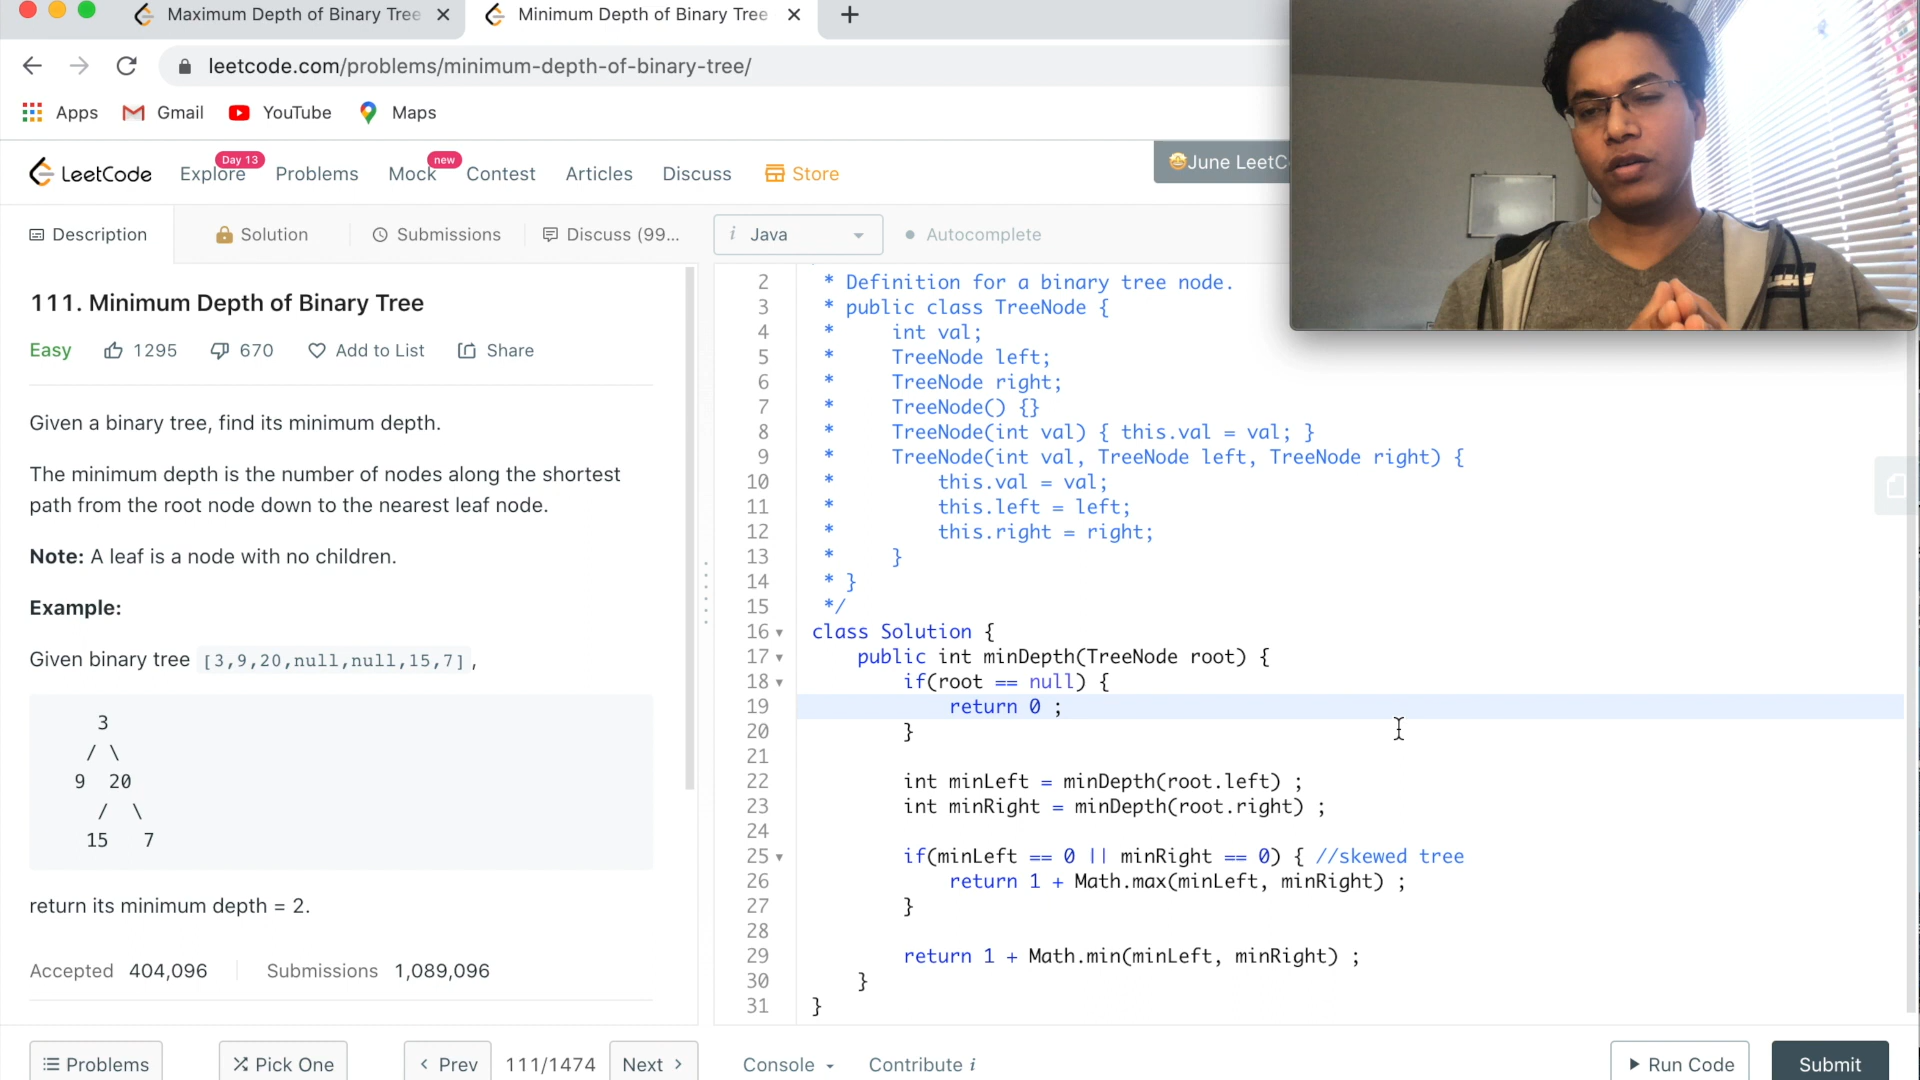 Maximum Depth of Binary Tree
Minimum Depth of Binary Tree
leetcode.com/problems/minimum-depth-of-binary-tree/
Apps
Gmail
YouTube
Maps
LeetCode
Explore
Day 13
Problems
Mock
new
Contest
Articles
Discuss
Store
June LeetC
Description
Solution
Submissions
Discuss (99...
i Java
Autocomplete
111. Minimum Depth of Binary Tree
Easy
1295
670
Add to List
Share
Given a binary tree, find its minimum depth.
The minimum depth is the number of nodes along the shortest
path from the root node down to the nearest leaf node.
Note: A leaf is a node with no children.
Example:
Given binary tree [3,9,20,null,null,15,7],
3
/ \
9 20
/ \
15 7
return its minimum depth = 2.
Accepted 404,096
Submissions 1,089,096
2 * Definition for a binary tree node.
3 * public class TreeNode {
4 * int val;
5 * TreeNode left;
6 * TreeNode right;
7 * TreeNode() {}
8 * TreeNode(int val) { this.val = val; }
9 * TreeNode(int val, TreeNode left, TreeNode right) {
10 * this.val = val;
11 * this.left = left;
12 * this.right = right;
13 * }
14 * }
15 */
16 class Solution {
17 public int minDepth(TreeNode root) {
18 if(root == null) {
19 return 0 ;
20 }
21
22 int minLeft = minDepth(root.left) ;
23 int minRight = minDepth(root.right) ;
24
25 if(minLeft == 0 || minRight == 0) { //skewed tree
26 return 1 + Math.max(minLeft, minRight) ;
27 }
28
29 return 1 + Math.min(minLeft, minRight) ;
30 }
31 }
Problems
Pick One
Prev
111/1474
Next
Console
Contribute i
Run Code
Submit